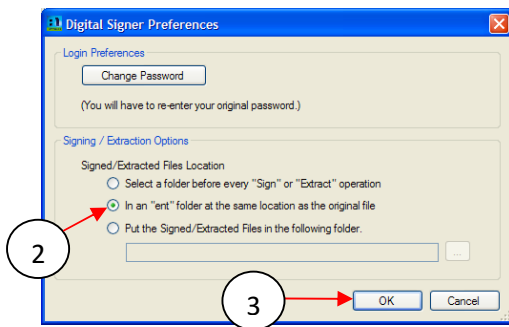 Digital Signer Preferences
Login Preferences
Change Password
(You will have to re-enter your original password.)
Signing / Extraction Options
Signed/Extracted Files Location
Select a folder before every "Sign" or "Extract" operation
In an "ent" folder at the same location as the original file
Put the Signed/Extracted Files in the following folder.
...
2
3
OK Cancel